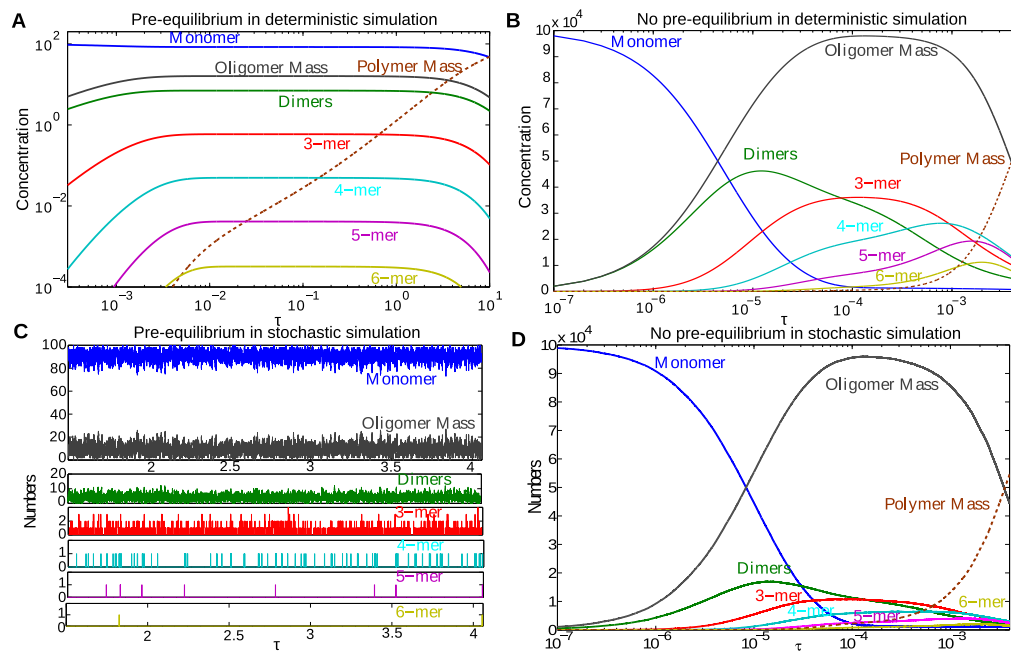 A
Pre-equilibrium in deterministic simulation
10^2
Monomer
Oligomer Mass
Polymer Mass
Dimers
10^0
3-mer
4-mer
10^-2
5-mer
6-mer
10^-4
Concentration
10^-3
10^-2
10^-1
10^0
10^1
τ
B
No pre-equilibrium in deterministic simulation
10 x 10^4
Monomer
Oligomer Mass
9
8
7
6
5
4
3
2
1
0
Dimers
Polymer Mass
3-mer
4-mer
5-mer
6-mer
Concentration
10^-7
10^-6
10^-5
10^-4
10^-3
τ
C
Pre-equilibrium in stochastic simulation
100
80
60
40
20
0
Monomer
Oligomer Mass
2
2.5
3
3.5
4
20
10
0
Dimers
Numbers
2
1
0
3-mer
1
0
4-mer
1
0
5-mer
1
0
6-mer
2
2.5
3
3.5
4
τ
D
No pre-equilibrium in stochastic simulation
10 x 10^4
Monomer
Oligomer Mass
8
6
4
2
0
Polymer Mass
Dimers
3-mer
4-mer
5-mer
6-mer
Numbers
10^-7
10^-6
10^-5
10^-4
10^-3
τ